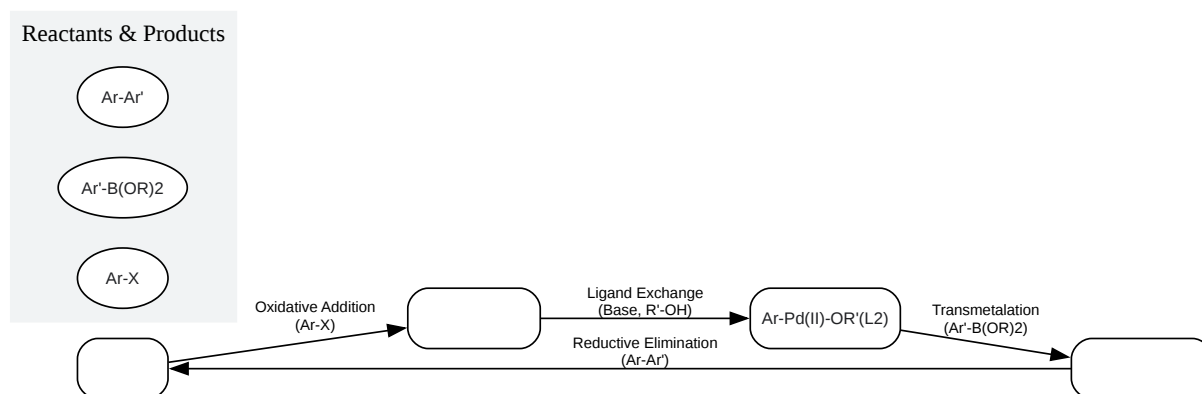 Reactants & Products
Ar-Ar'
Ar'-B(OR)2
Ar-X
Oxidative Addition
(Ar-X)
Ligand Exchange
(Base, R'-OH)
Ar-Pd(II)-OR'(L2)
Transmetalation
(Ar'-B(OR)2)
Reductive Elimination
(Ar-Ar')